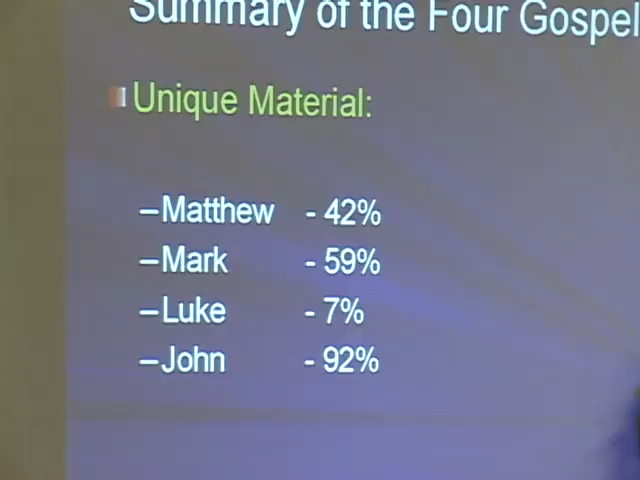 Summary of the Four Gospel
Unique Material:
–Matthew - 42%
–Mark - 59%
–Luke - 7%
–John - 92%